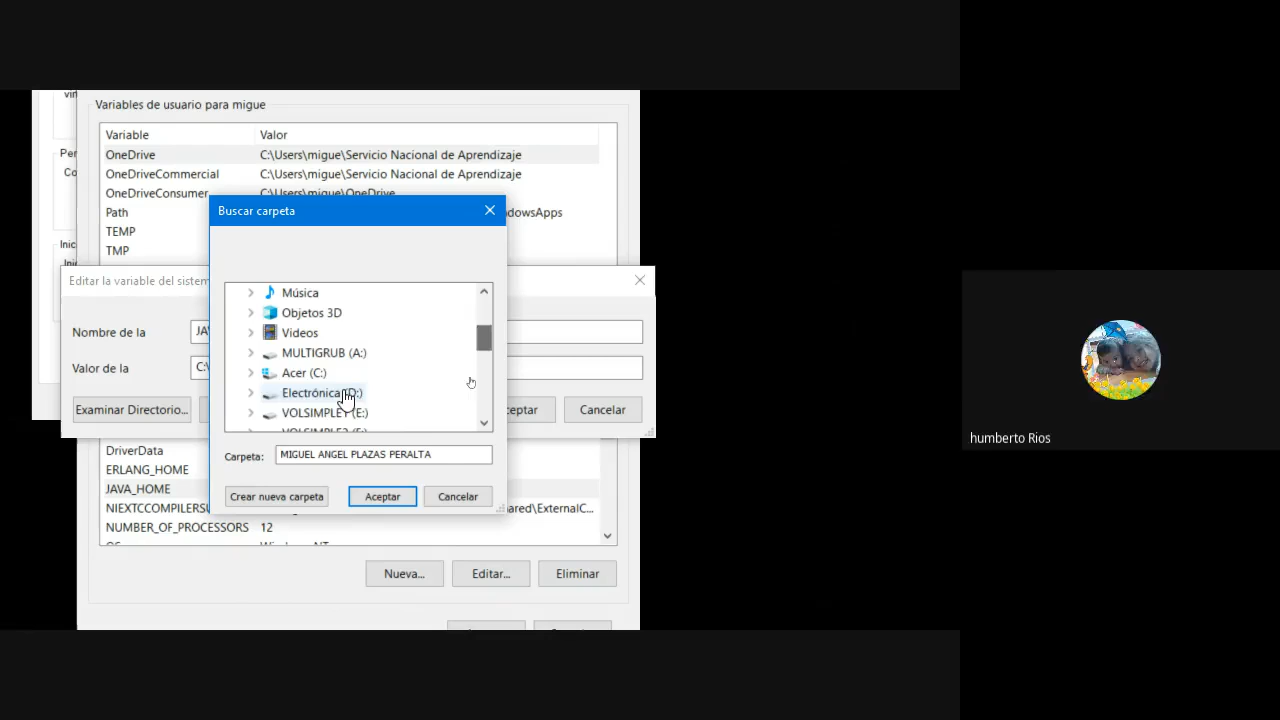 Variables de usuario para migue
Variable Valor
OneDrive C:\Users\migue\Servicio Nacional de Aprendizaje
OneDriveCommercial C:\Users\migue\Servicio Nacional de Aprendizaje
OneDriveConsumer C:\Users\migue\OneDrive
Path
TEMP
TMP
Buscar carpeta
Editar la variable del sistem
Música
Objetos 3D
Videos
MULTIGRUB (A:)
Acer (C:)
Electrónica (D:)
VOLSIMPLE1 (E:)
Nombre de la JA
Valor de la C:\
Examinar Directorio...
Cancelar
Carpeta: MIGUEL ANGEL PLAZAS PERALTA
Crear nueva carpeta Aceptar Cancelar
DriverData
ERLANG_HOME
JAVA_HOME
NUMBER_OF_PROCESSORS 12
Nueva... Editar... Eliminar
humberto Rios